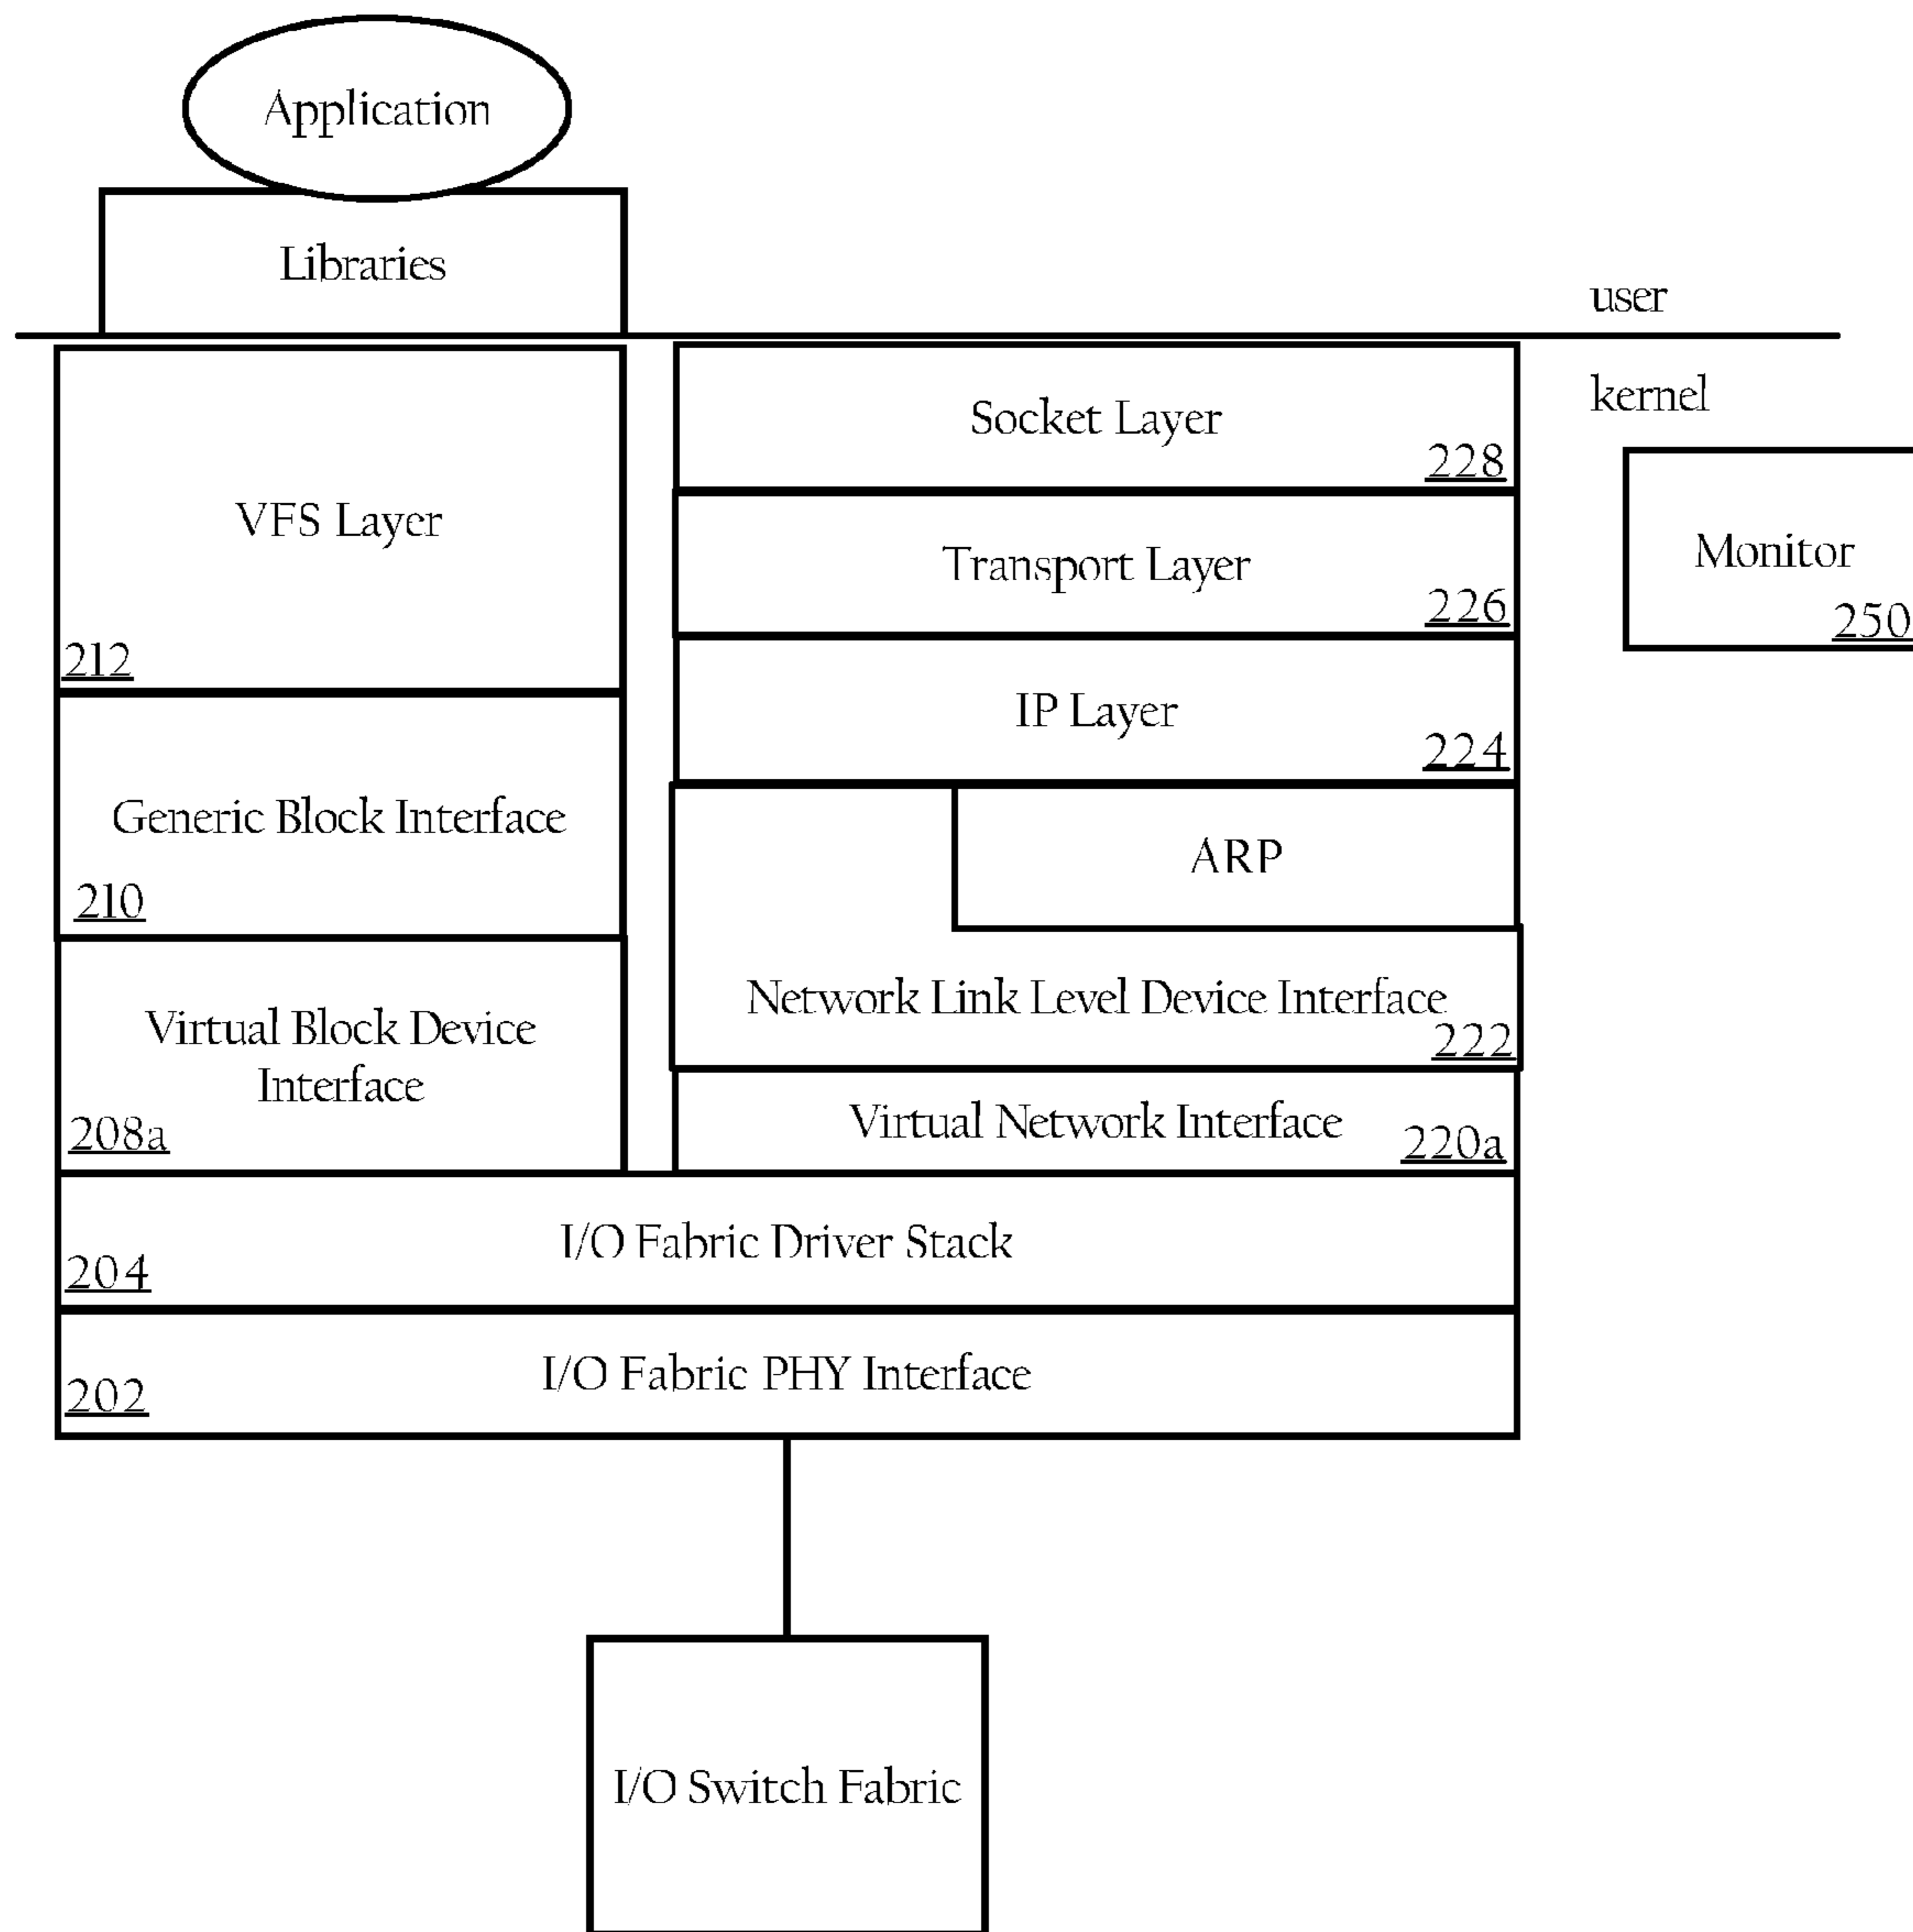 Application
Libraries
user
kernel
VFS Layer
212
Generic Block Interface
210
Virtual Block Device
Interface
208a
Socket Layer
228
Transport Layer
226
IP Layer
224
ARP
Network Link Level Device Interface
222
Virtual Network Interface
220a
Monitor
250
I/O Fabric Driver Stack
204
I/O Fabric PHY Interface
202
I/O Switch Fabric